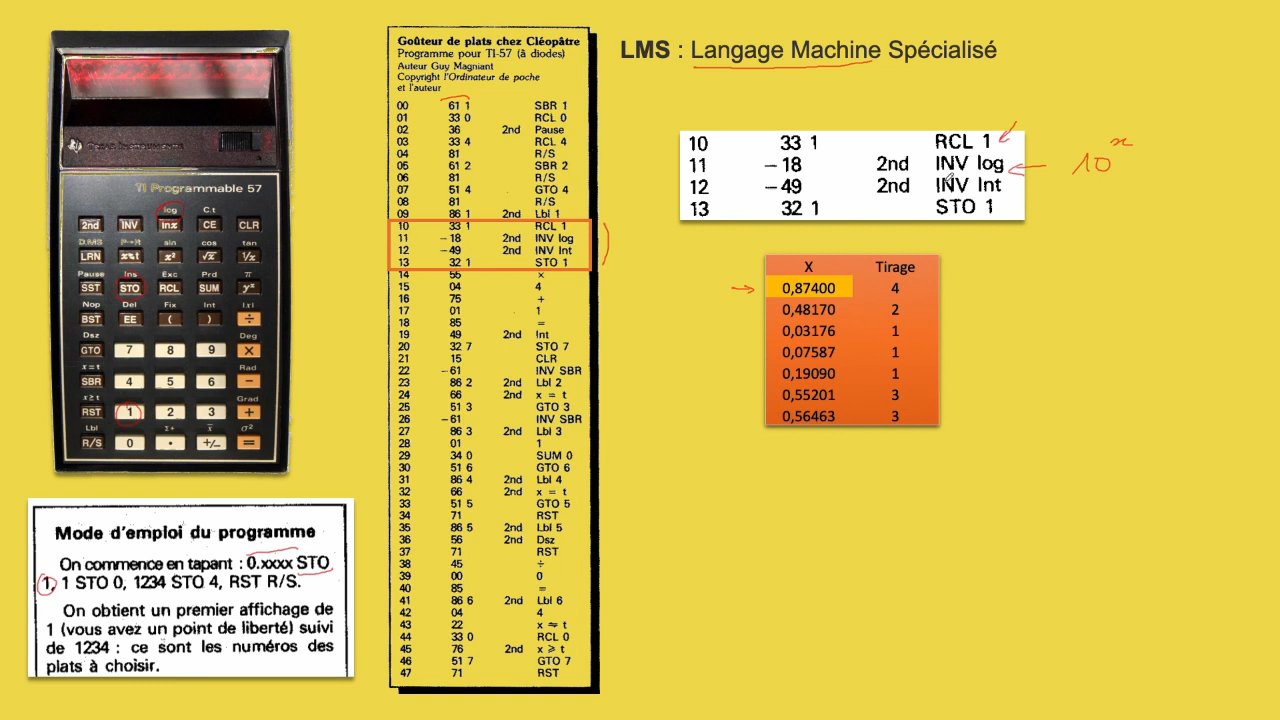 LMS : Langage Machine Spécialisé
TEXAS INSTRUMENTS
TI Programmable 57
log C.t
2nd INV lnx CE CLR
D.MS P→R sin cos tan
LRN x⇌t x² √x 1/x
Pause Ins Exc Prd π
SST STO RCL SUM yˣ
Nop Del Fix Int |x|
BST EE ( ) ÷
Dsz Deg
GTO 7 8 9 X
x=t Rad
SBR 4 5 6 −
x≥t Grad
RST 1 2 3 +
Lbl Σ+ x̄ σ²
R/S 0 • +/− =
Mode d'emploi du programme
On commence en tapant : 0.xxxx STO
1, 1 STO 0, 1234 STO 4, RST R/S.
On obtient un premier affichage de
1 (vous avez un point de liberté) suivi
de 1234 : ce sont les numéros des
plats à choisir.
Goûteur de plats chez Cléopâtre
Programme pour TI-57 (à diodes)
Auteur Guy Magniant
Copyright l'Ordinateur de poche
et l'auteur
00 61 1 SBR 1
01 33 0 RCL 0
02 36 2nd Pause
03 33 4 RCL 4
04 81 R/S
05 61 2 SBR 2
06 81 R/S
07 51 4 GTO 4
08 81 R/S
09 86 1 2nd Lbl 1
10 33 1 RCL 1
11 −18 2nd INV log
12 −49 2nd INV Int
13 32 1 STO 1
14 55 ×
15 04 4
16 75 +
17 01 1
18 85 =
19 49 2nd Int
20 32 7 STO 7
21 15 CLR
22 −61 INV SBR
23 86 2 2nd Lbl 2
24 66 2nd x = t
25 51 3 GTO 3
26 −61 INV SBR
27 86 3 2nd Lbl 3
28 01 1
29 34 0 SUM 0
30 51 6 GTO 6
31 86 4 2nd Lbl 4
32 66 2nd x = t
33 51 5 GTO 5
34 71 RST
35 86 5 2nd Lbl 5
36 56 2nd Dsz
37 71 RST
38 45 ÷
39 00 0
40 85 =
41 86 6 2nd Lbl 6
42 04 4
43 22 x ⇌ t
44 33 0 RCL 0
45 76 2nd x ≥ t
46 51 7 GTO 7
47 71 RST
10 33 1 RCL 1
11 −18 2nd INV log
12 −49 2nd INV Int
13 32 1 STO 1
10ˣ
X Tirage
0,87400 4
0,48170 2
0,03176 1
0,07587 1
0,19090 1
0,55201 3
0,56463 3